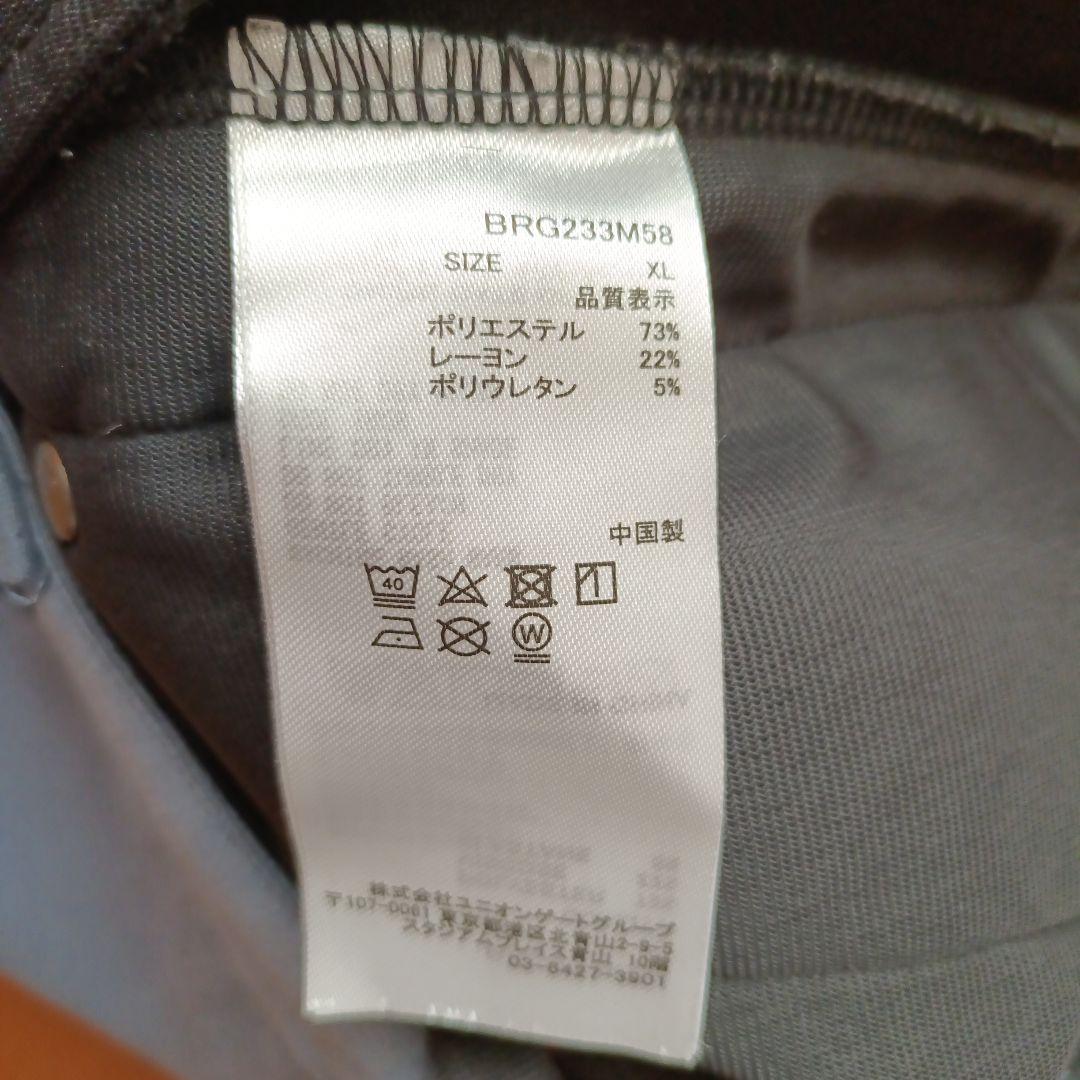 BRG233M58
SIZE XL
品質表示
ポリエステル 73%
レーヨン 22%
ポリウレタン 5%
中国製
40
W
株式会社ユニオンゲートグループ
〒107-0061 東京都港区北青山2-9-5
スタジアムプレイス青山 10階
03-6427-3901